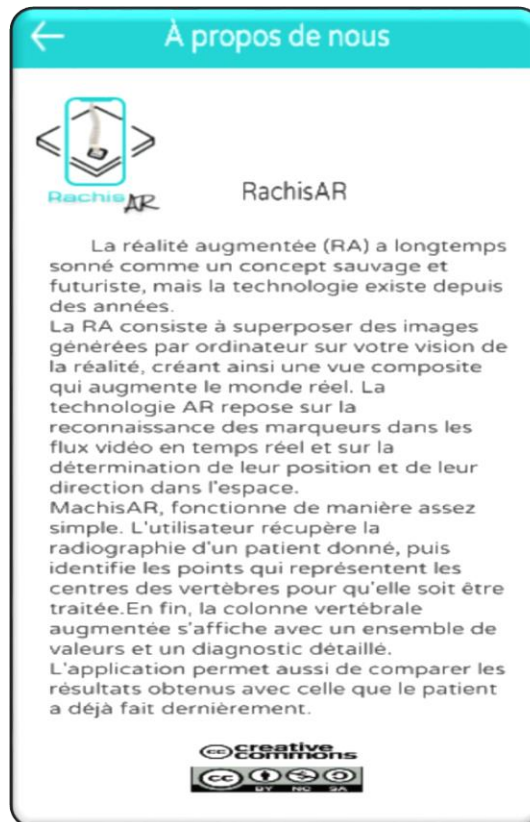 À propos de nous
Rachis AR
RachisAR
La réalité augmentée (RA) a longtemps
sonné comme un concept sauvage et
futuriste, mais la technologie existe depuis
des années.
La RA consiste à superposer des images
générées par ordinateur sur votre vision de
la réalité, créant ainsi une vue composite
qui augmente le monde réel. La
technologie AR repose sur la
reconnaissance des marqueurs dans les
flux vidéo en temps réel et sur la
détermination de leur position et de leur
direction dans l'espace.
MachisAR, fonctionne de manière assez
simple. L'utilisateur récupère la
radiographie d'un patient donné, puis
identifie les points qui représentent les
centres des vertèbres pour qu'elle soit être
traitée.En fin, la colonne vertébrale
augmentée s'affiche avec un ensemble de
valeurs et un diagnostic détaillé.
L'application permet aussi de comparer les
résultats obtenus avec celle que le patient
a déjà fait dernièrement.
cc creative commons
cc
BY NC SA